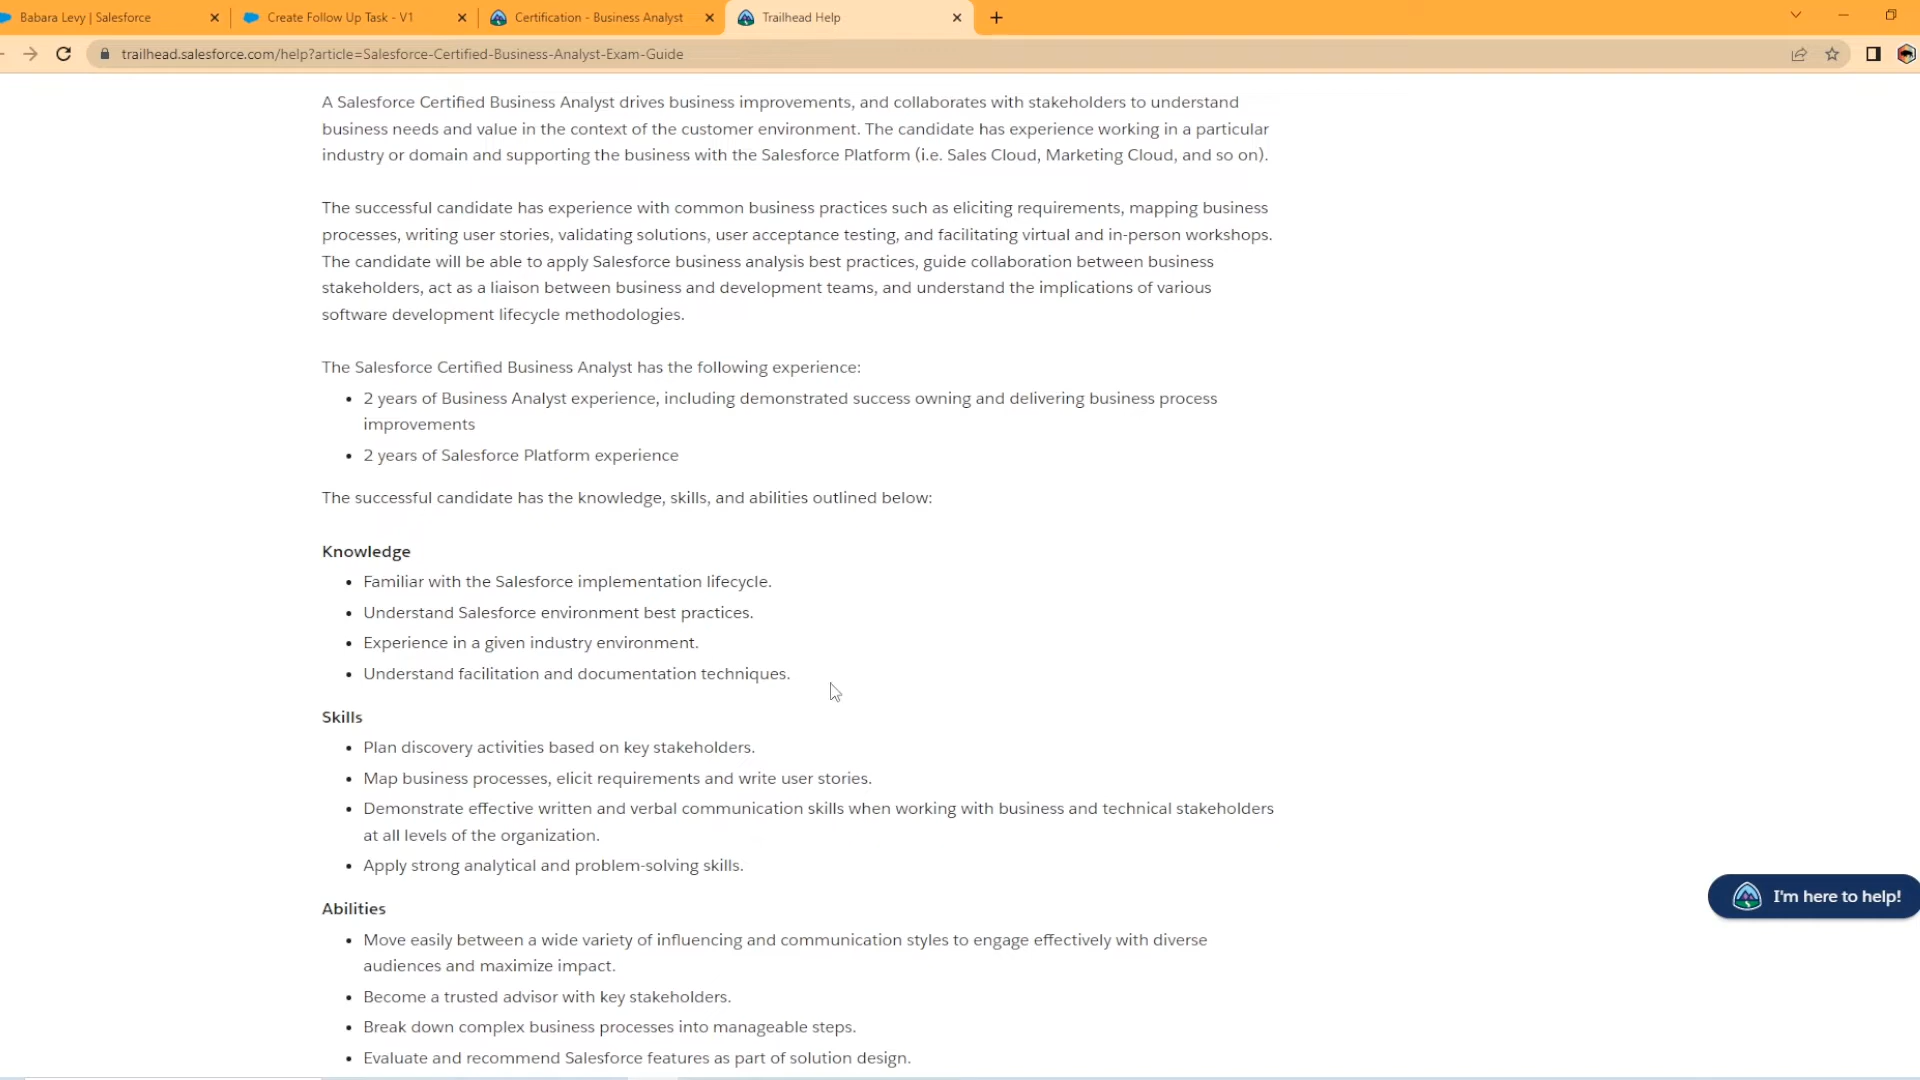 Babara Levy | Salesforce
Create Follow Up Task - V1
Certification - Business Analyst
Trailhead Help
trailhead.salesforce.com/help?article=Salesforce-Certified-Business-Analyst-Exam-Guide
A Salesforce Certified Business Analyst drives business improvements, and collaborates with stakeholders to understand
business needs and value in the context of the customer environment. The candidate has experience working in a particular
industry or domain and supporting the business with the Salesforce Platform (i.e. Sales Cloud, Marketing Cloud, and so on).
The successful candidate has experience with common business practices such as eliciting requirements, mapping business
processes, writing user stories, validating solutions, user acceptance testing, and facilitating virtual and in-person workshops.
The candidate will be able to apply Salesforce business analysis best practices, guide collaboration between business
stakeholders, act as a liaison between business and development teams, and understand the implications of various
software development lifecycle methodologies.
The Salesforce Certified Business Analyst has the following experience:
• 2 years of Business Analyst experience, including demonstrated success owning and delivering business process
improvements
• 2 years of Salesforce Platform experience
The successful candidate has the knowledge, skills, and abilities outlined below:
Knowledge
• Familiar with the Salesforce implementation lifecycle.
• Understand Salesforce environment best practices.
• Experience in a given industry environment.
• Understand facilitation and documentation techniques.
Skills
• Plan discovery activities based on key stakeholders.
• Map business processes, elicit requirements and write user stories.
• Demonstrate effective written and verbal communication skills when working with business and technical stakeholders
at all levels of the organization.
• Apply strong analytical and problem-solving skills.
I'm here to help!
Abilities
• Move easily between a wide variety of influencing and communication styles to engage effectively with diverse
audiences and maximize impact.
• Become a trusted advisor with key stakeholders.
• Break down complex business processes into manageable steps.
• Evaluate and recommend Salesforce features as part of solution design.